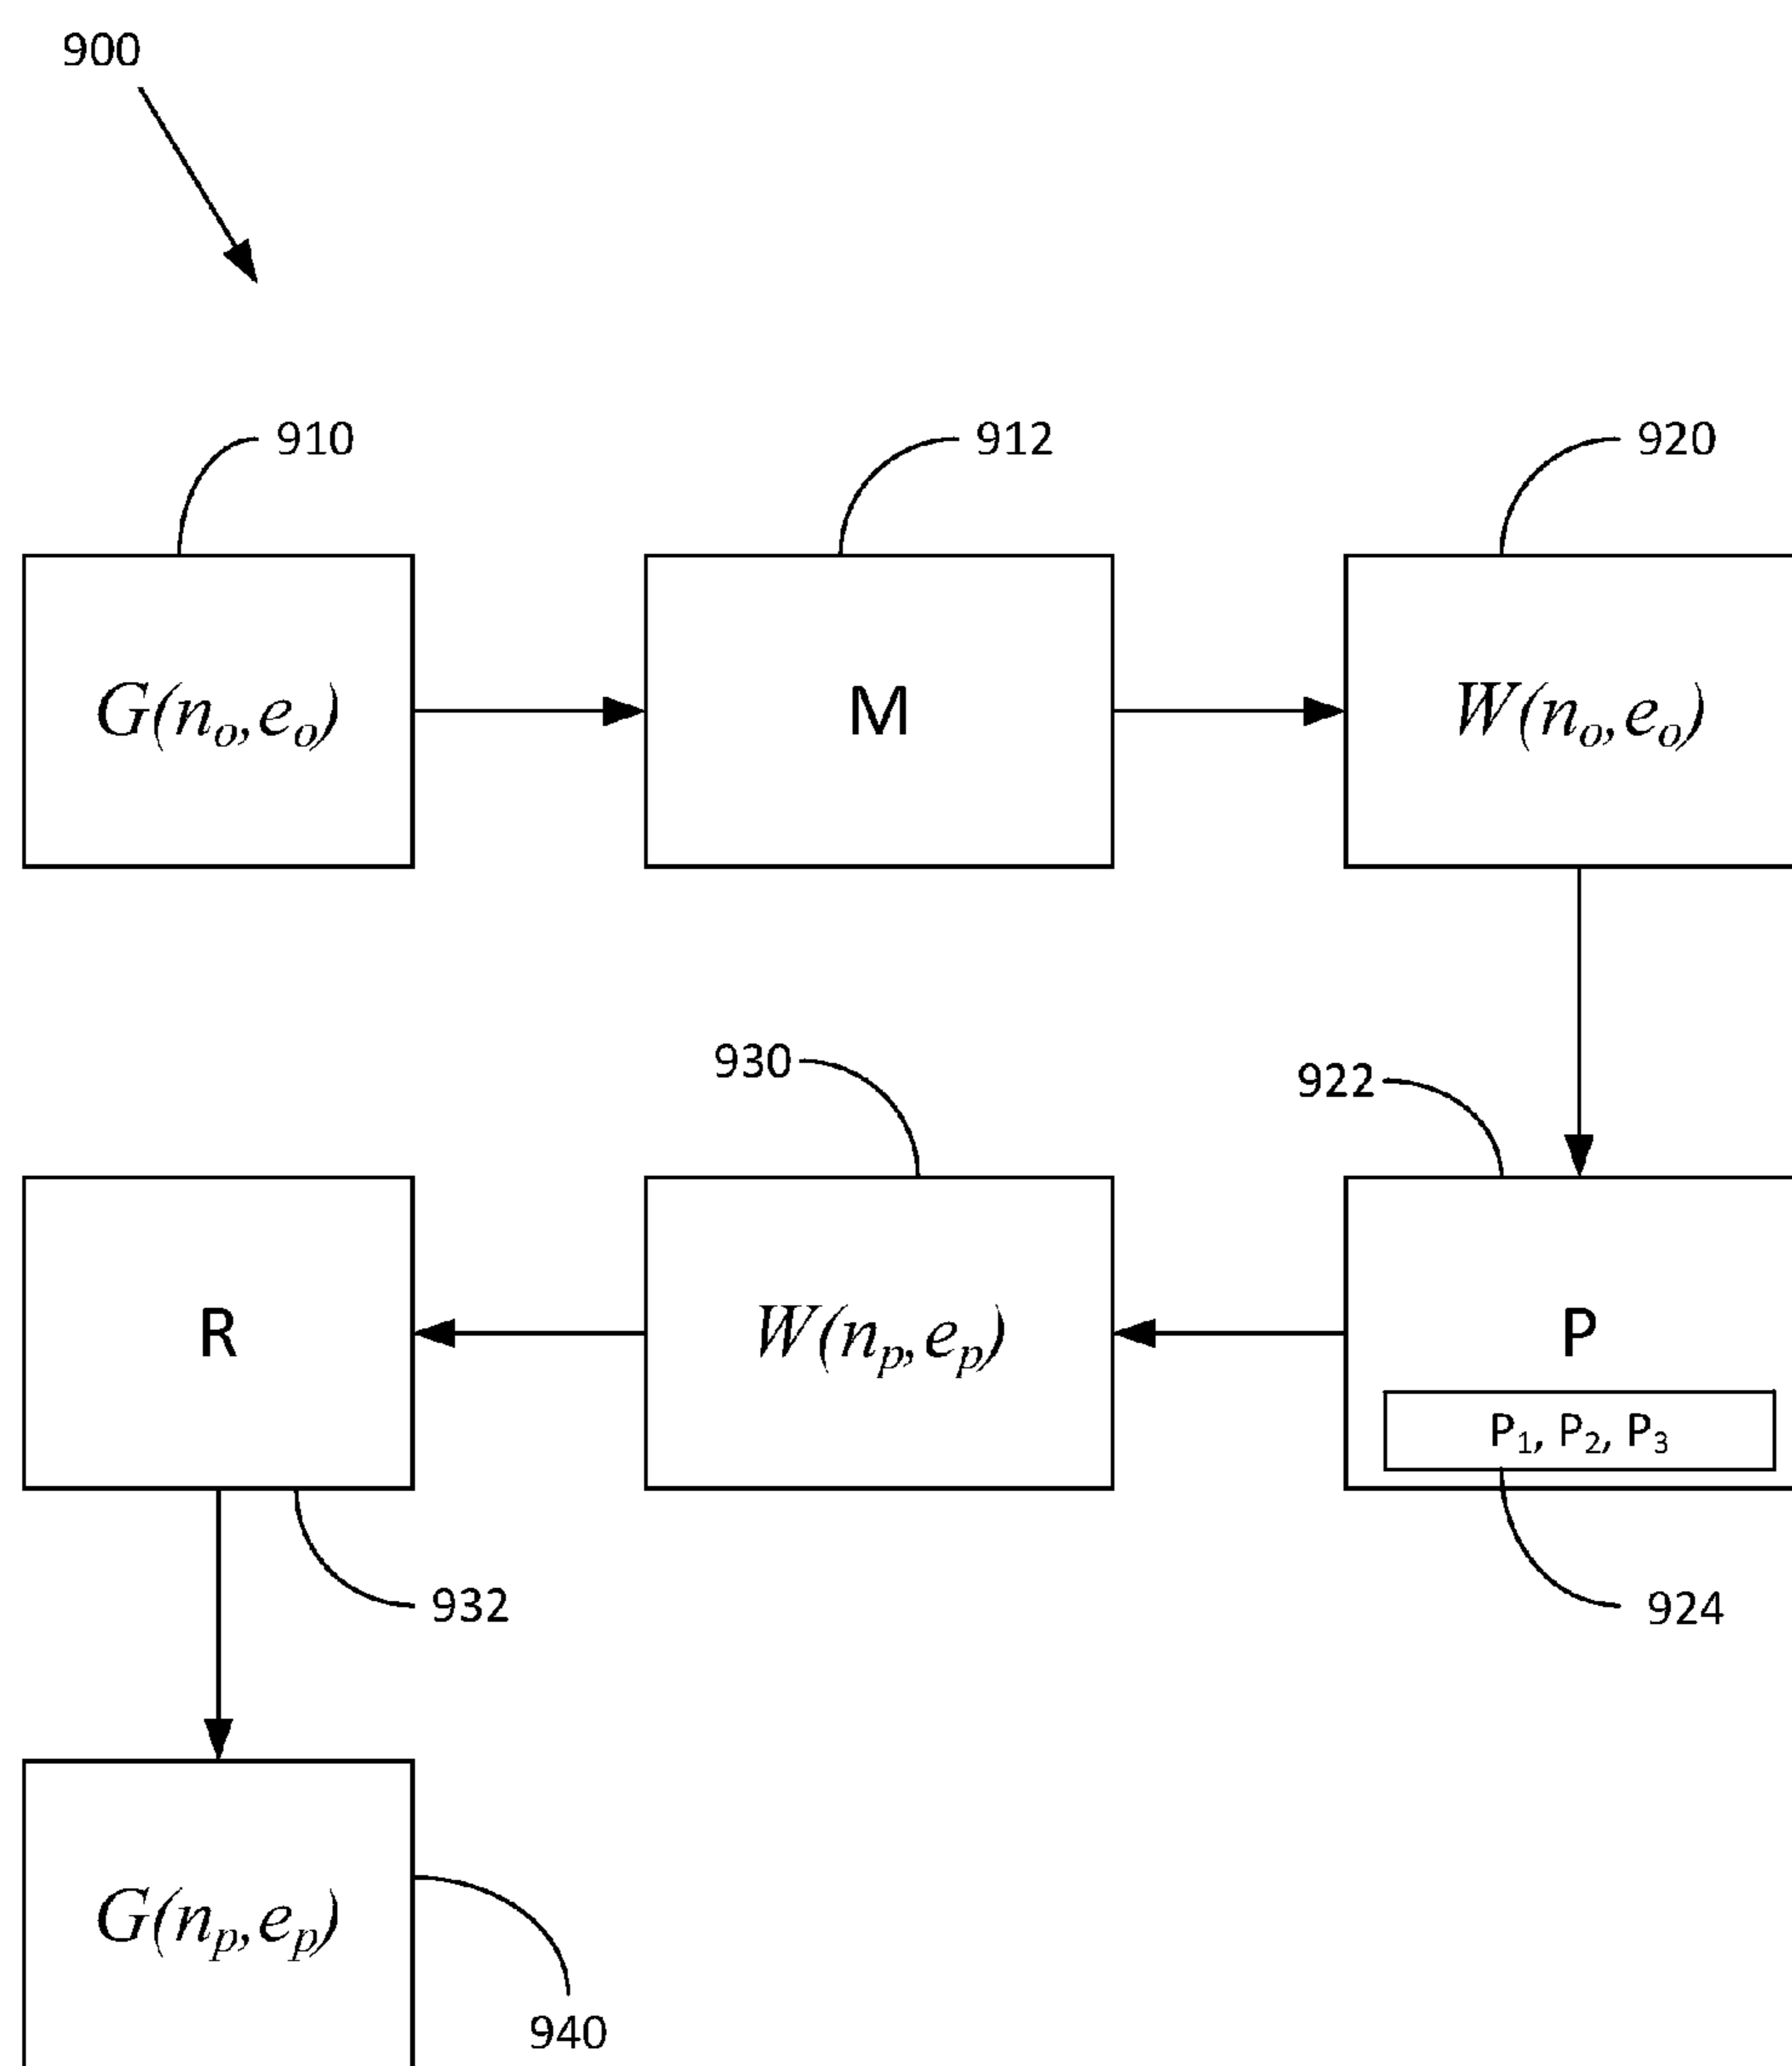 900
910
912
920
G(nₒ,eₒ)
M
W(nₒ,eₒ)
930
922
R
W(nₚ,eₚ)
P
P₁, P₂, P₃
932
924
G(nₚ,eₚ)
940